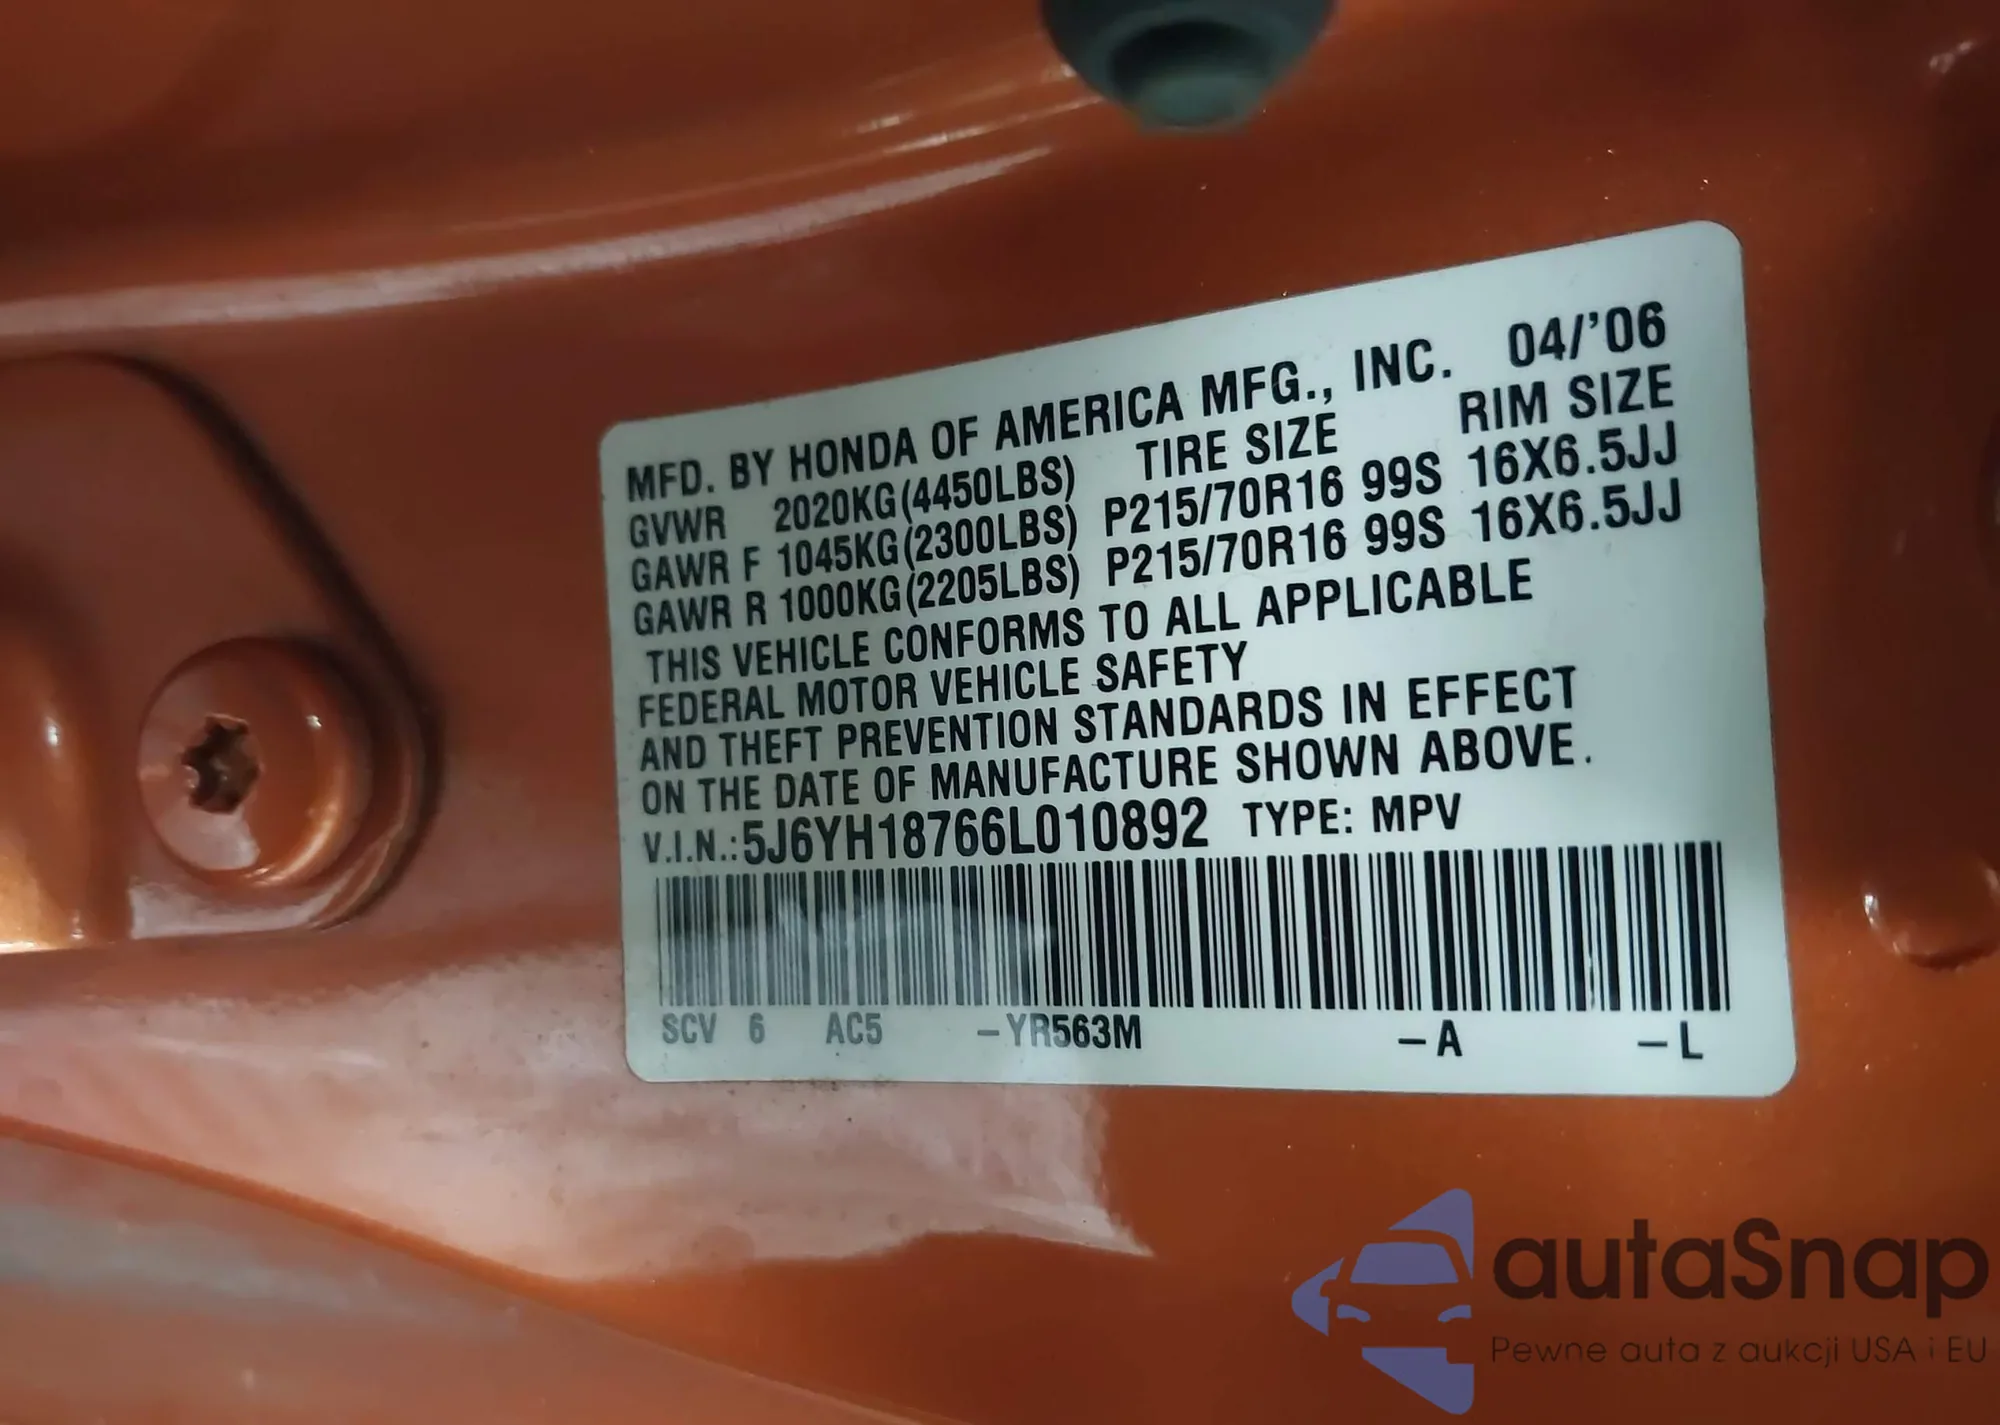 MFD. BY HONDA OF AMERICA MFG., INC. 04/'06
GVWR 2020KG(4450LBS) TIRE SIZE RIM SIZE
GAWR F 1045KG(2300LBS) P215/70R16 99S 16X6.5JJ
GAWR R 1000KG(2205LBS) P215/70R16 99S 16X6.5JJ
THIS VEHICLE CONFORMS TO ALL APPLICABLE
FEDERAL MOTOR VEHICLE SAFETY
AND THEFT PREVENTION STANDARDS IN EFFECT
ON THE DATE OF MANUFACTURE SHOWN ABOVE.
V.I.N.:5J6YH18766L010892 TYPE: MPV
SCV 6 AC5 –YR563M –A –L
autaSnap
Pewne auta z aukcji USA i EU